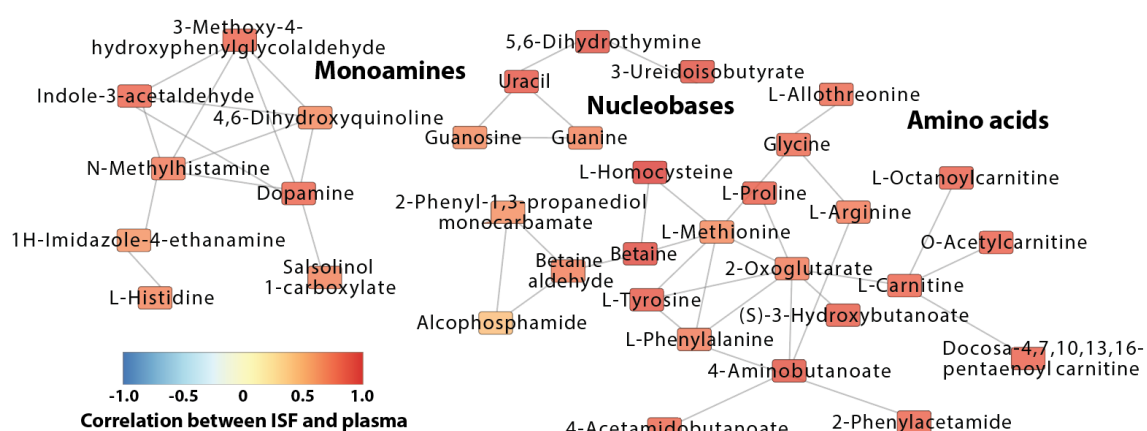 3-Methoxy-4-
hydroxyphenylglycolaldehyde
Monoamines
Indole-3-acetaldehyde
4,6-Dihydroxyquinoline
N-Methylhistamine
Dopamine
1H-Imidazole-4-ethanamine
Salsolinol
1-carboxylate
L-Histidine
5,6-Dihydrothymine
3-Ureidoisobutyrate
Uracil
Nucleobases
Guanosine
Guanine
L-Allothreonine
Amino acids
Glycine
L-Homocysteine
L-Proline
L-Octanoylcarnitine
2-Phenyl-1,3-propanediol
monocarbamate
L-Arginine
L-Methionine
O-Acetylcarnitine
Betaine
Betaine
aldehyde
2-Oxoglutarate
L-Carnitine
L-Tyrosine
(S)-3-Hydroxybutanoate
Alcophosphamide
L-Phenylalanine
Docosa-4,7,10,13,16-
pentaenoyl carnitine
4-Aminobutanoate
4-Acetamidobutanoate
2-Phenylacetamide
-1.0 -0.5 0 0.5 1.0
Correlation between ISF and plasma